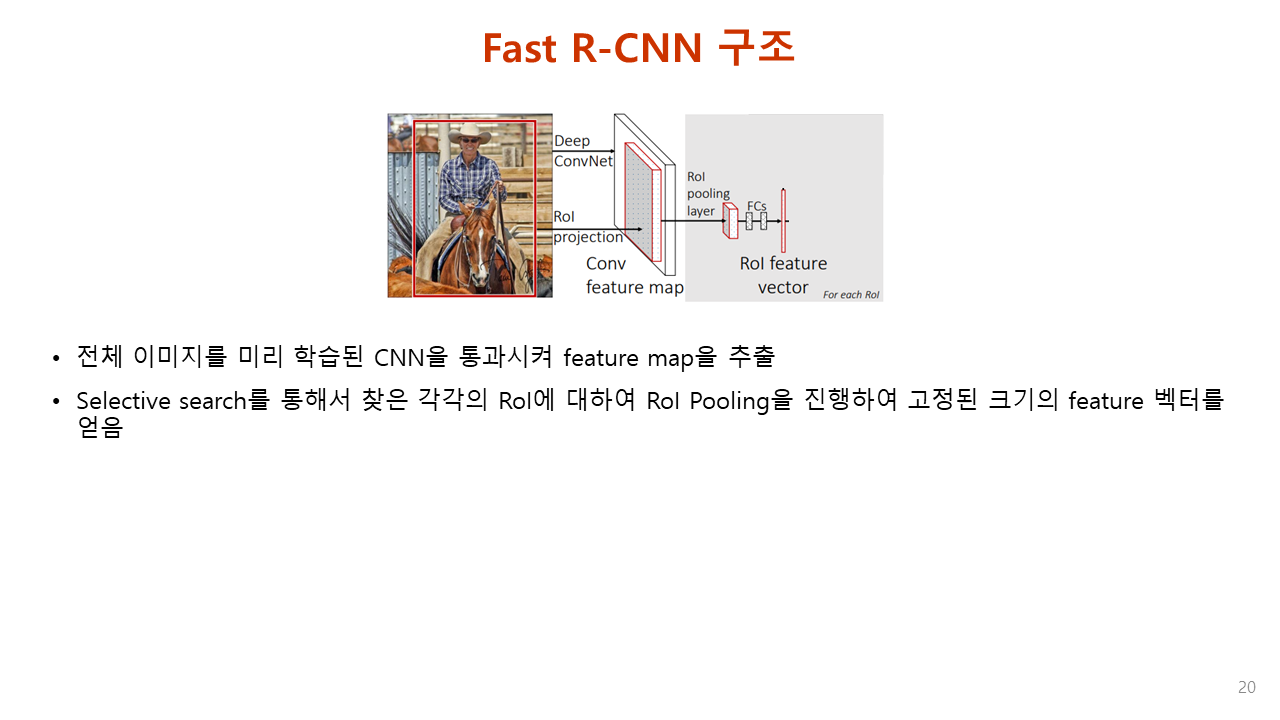 Fast R-CNN 구조
Deep
ConvNet
RoI
projection
Conv
feature map
RoI
pooling
layer
FCs
RoI feature
vector
For each RoI
• 전체 이미지를 미리 학습된 CNN을 통과시켜 feature map을 추출
• Selective search를 통해서 찾은 각각의 RoI에 대하여 RoI Pooling을 진행하여 고정된 크기의 feature 벡터를
얻음
20